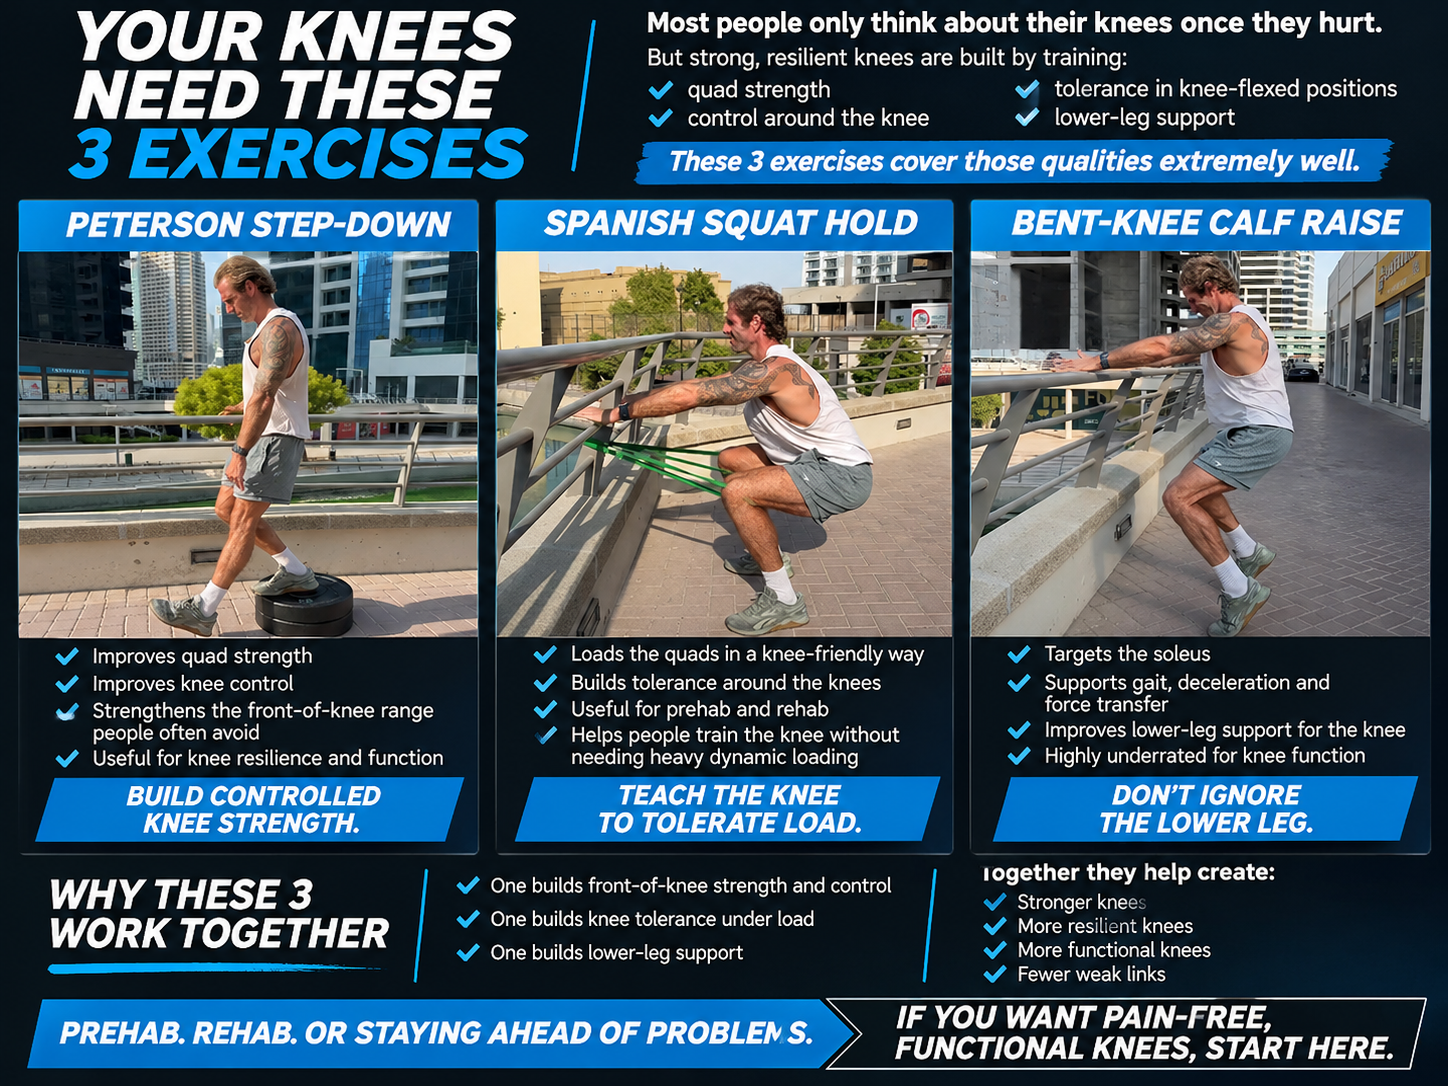 YOUR KNEES
NEED THESE
3 EXERCISES
Most people only think about their knees once they hurt.
But strong, resilient knees are built by training:
quad strength
control around the knee
tolerance in knee-flexed positions
lower-leg support
These 3 exercises cover those qualities extremely well.
PETERSON STEP-DOWN
Improves quad strength
Improves knee control
Strengthens the front-of-knee range
people often avoid
Useful for knee resilience and function
BUILD CONTROLLED
KNEE STRENGTH.
SPANISH SQUAT HOLD
Loads the quads in a knee-friendly way
Builds tolerance around the knees
Useful for prehab and rehab
Helps people train the knee without
needing heavy dynamic loading
TEACH THE KNEE
TO TOLERATE LOAD.
BENT-KNEE CALF RAISE
Targets the soleus
Supports gait, deceleration and
force transfer
Improves lower-leg support for the knee
Highly underrated for knee function
DON'T IGNORE
THE LOWER LEG.
WHY THESE 3
WORK TOGETHER
One builds front-of-knee strength and control
One builds knee tolerance under load
One builds lower-leg support
Together they help create:
Stronger knees
More resilient knees
More functional knees
Fewer weak links
PREHAB. REHAB. OR STAYING AHEAD OF PROBLEMS.
IF YOU WANT PAIN-FREE,
FUNCTIONAL KNEES, START HERE.